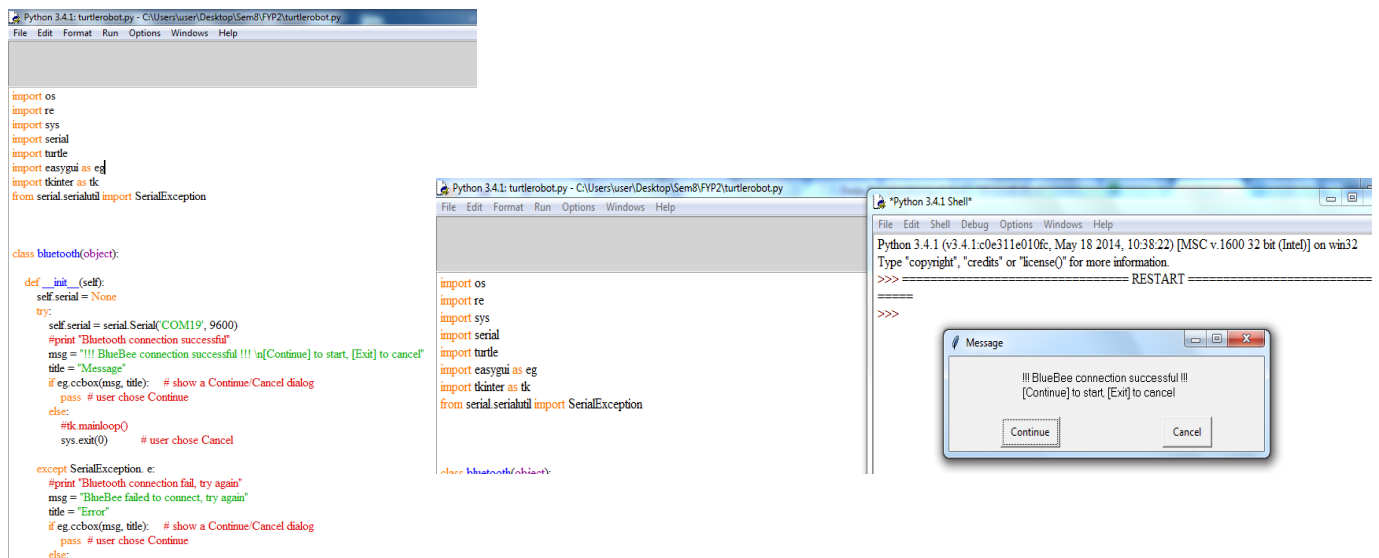 Python 3.4.1: turtlerobot.py - C:\Users\user\Desktop\Sem8\FYP2\turtlerobot.py
File Edit Format Run Options Windows Help
import os
import re
import sys
import serial
import turtle
import easygui as eg
import tkinter as tk
from serial.serialutil import SerialException
class bluetooth(object):
def __init__(self):
self.serial = None
try:
self.serial = serial.Serial('COM19', 9600)
#print "Bluetooth connection successful"
msg = "!!! BlueBee connection successful !!! \n[Continue] to start, [Exit] to cancel"
title = "Message"
if eg.ccbox(msg, title): # show a Continue/Cancel dialog
pass # user chose Continue
else:
#tk.mainloop()
sys.exit(0) # user chose Cancel
except SerialException. e:
#print "Bluetooth connection fail, try again"
msg = "BlueBee failed to connect, try again"
title = "Error"
if eg.ccbox(msg, title): # show a Continue/Cancel dialog
pass # user chose Continue
else:
Python 3.4.1: turtlerobot.py - C:\Users\user\Desktop\Sem8\FYP2\turtlerobot.py
File Edit Format Run Options Windows Help
import os
import re
import sys
import serial
import turtle
import easygui as eg
import tkinter as tk
from serial.serialutil import SerialException
class bluetooth(object):
*Python 3.4.1 Shell*
File Edit Shell Debug Options Windows Help
Python 3.4.1 (v3.4.1:c0e311e010fc, May 18 2014, 10:38:22) [MSC v.1600 32 bit (Intel)] on win32
Type "copyright", "credits" or "license()" for more information.
>>> ================================ RESTART ==========================
=====
>>>
Message
!!! BlueBee connection successful !!!
[Continue] to start, [Exit] to cancel
Continue Cancel